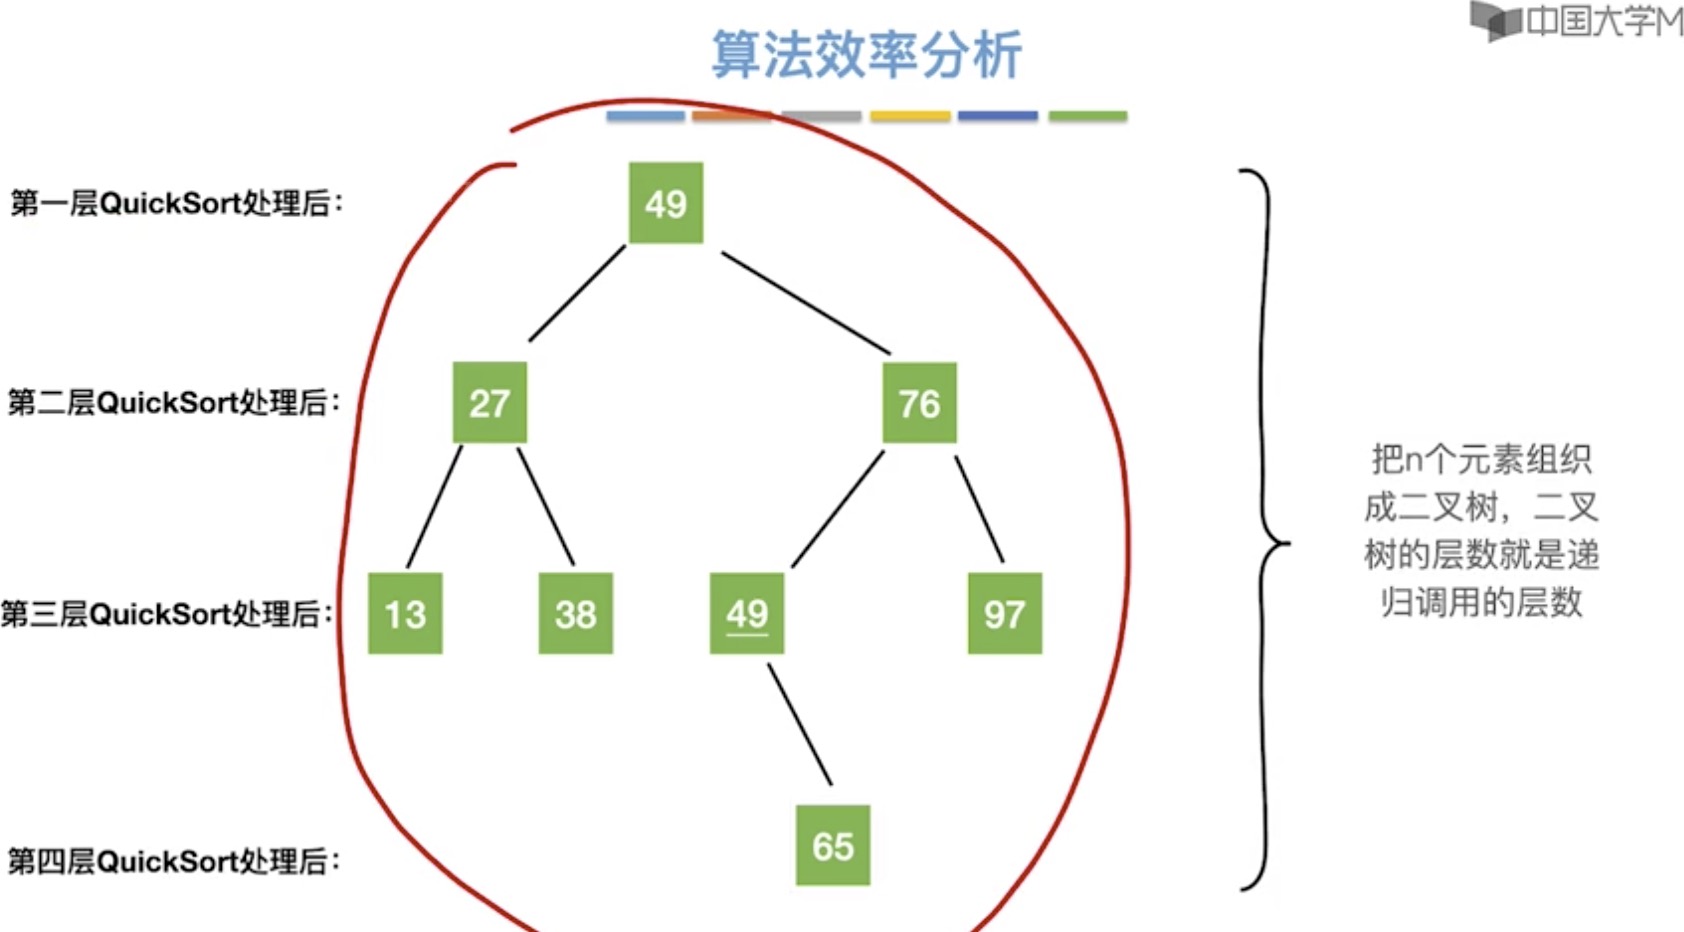 中国大学M
算法效率分析
第一层QuickSort处理后：
49
第二层QuickSort处理后：
27
76
第三层QuickSort处理后：
13
38
49
97
第四层QuickSort处理后：
65
把n个元素组织
成二叉树，二叉
树的层数就是递
归调用的层数